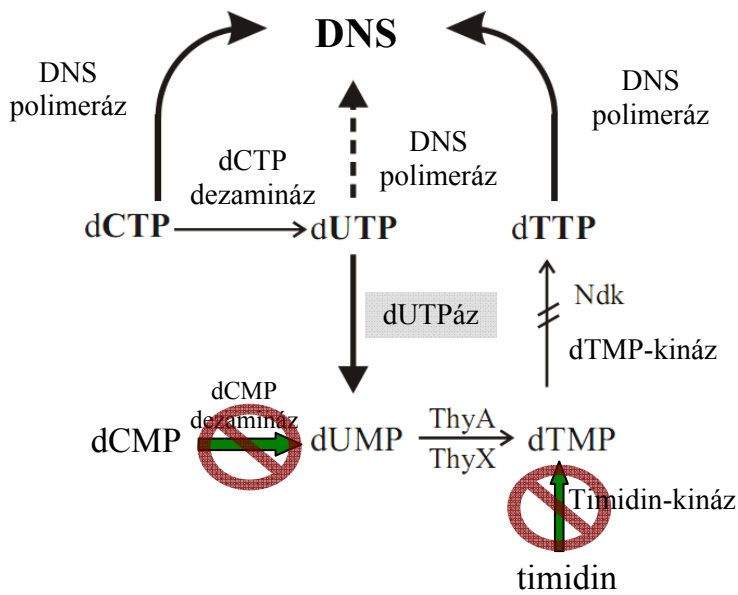 DNS
DNS
polimeráz
DNS
polimeráz
DNS
polimeráz
dCTP
dezamináz
dCTP
dUTP
dTTP
dUTPáz
Ndk
dTMP-kináz
dCMP
dezamináz
dCMP
dUMP
ThyA
ThyX
dTMP
Timidin-kináz
timidin